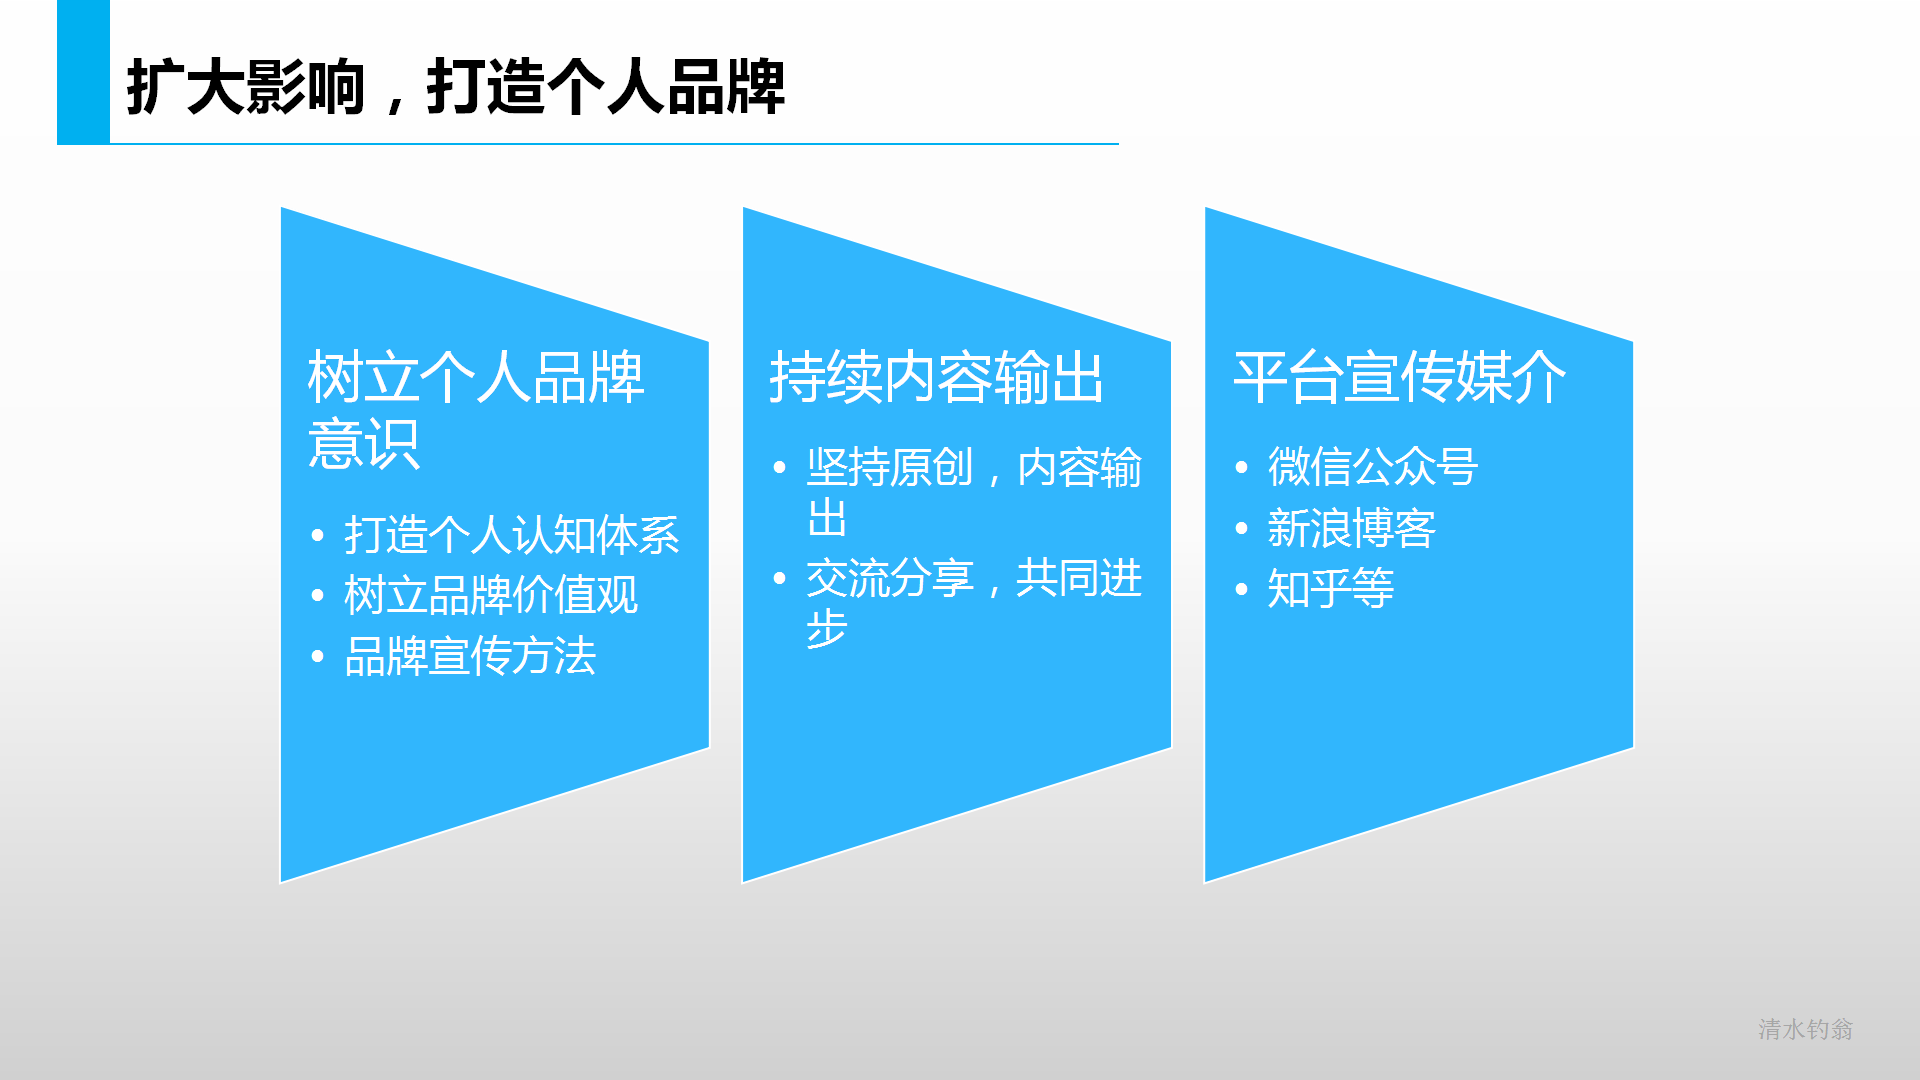 扩大影响，打造个人品牌
树立个人品牌
意识
• 打造个人认知体系
• 树立品牌价值观
• 品牌宣传方法
持续内容输出
• 坚持原创，内容输
出
• 交流分享，共同进
步
平台宣传媒介
• 微信公众号
• 新浪博客
• 知乎等
清水钓翁